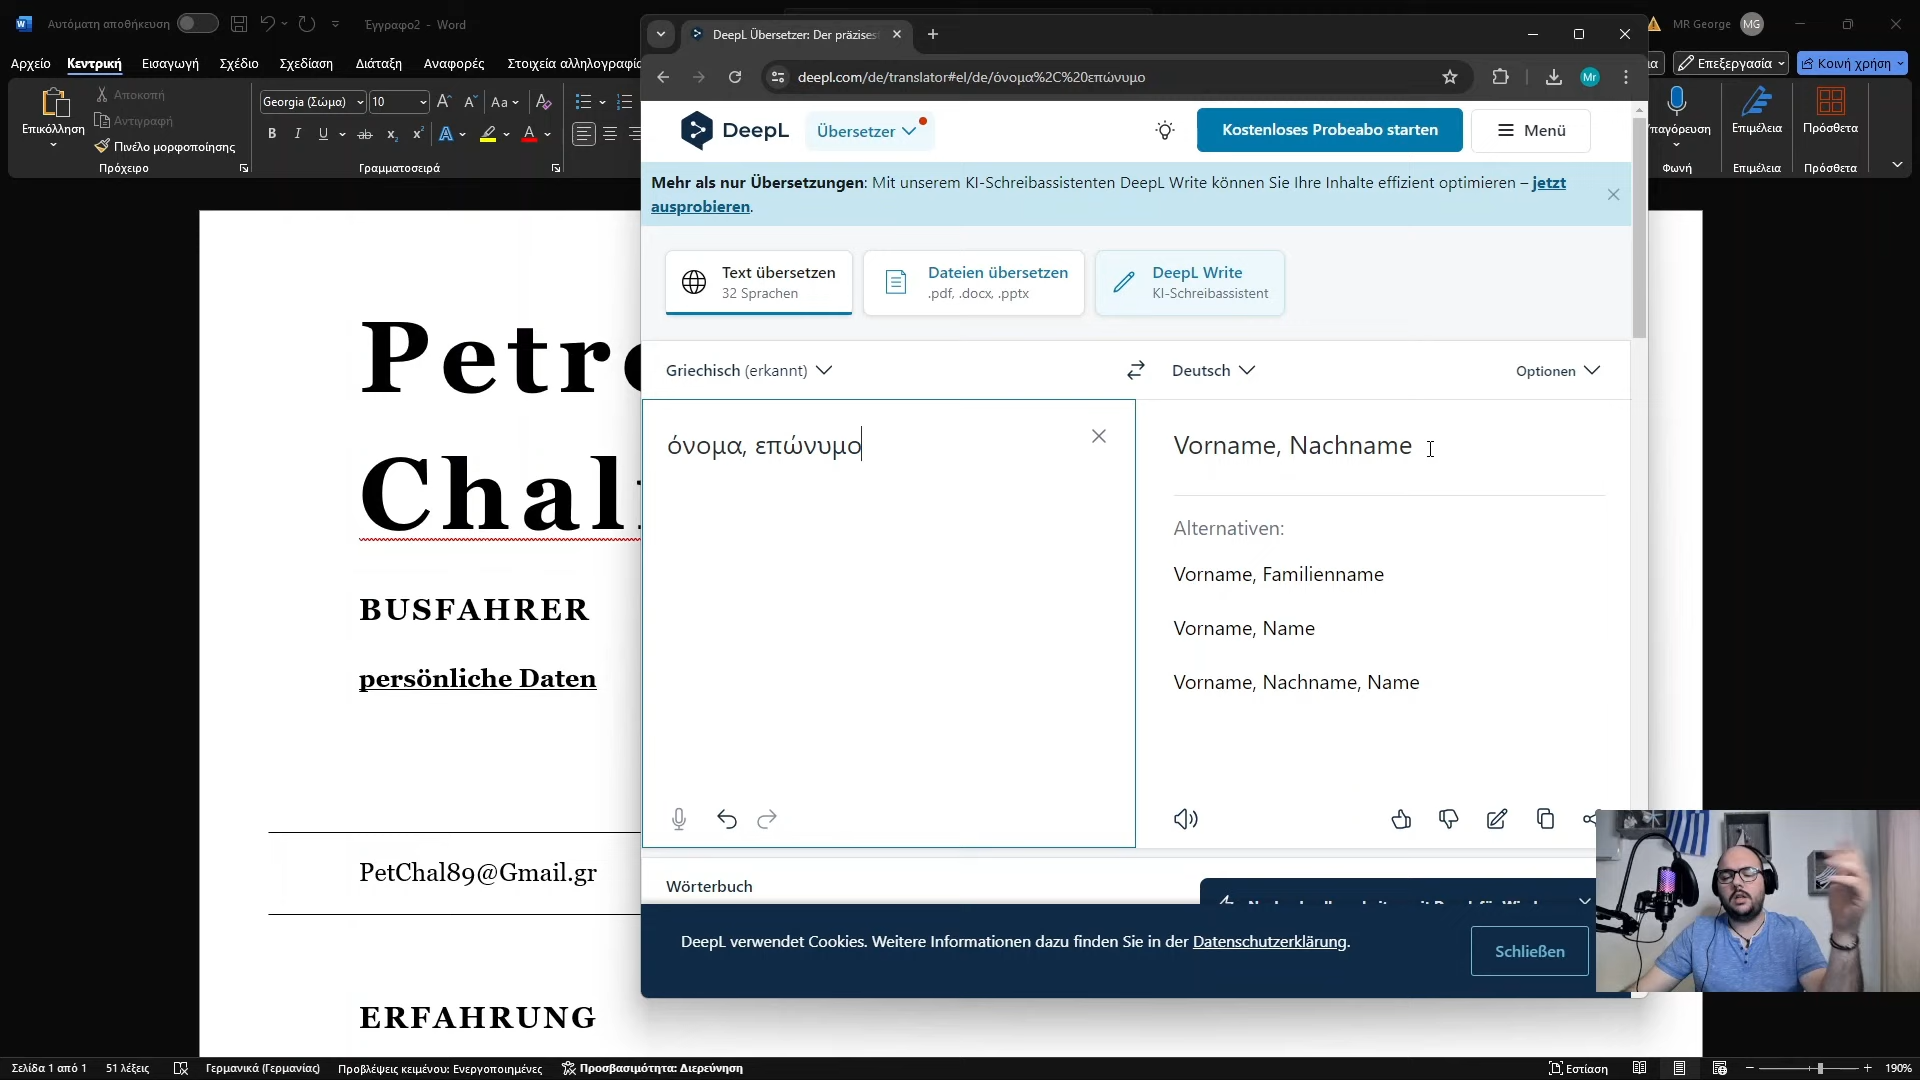 Αυτόματη αποθήκευση
Έγγραφο2 - Word
MR George
MG
Αρχείο
Κεντρική
Εισαγωγή
Σχέδιο
Σχεδίαση
Διάταξη
Αναφορές
Στοιχεία αλληλογραφία
Επεξεργασία
Κοινή χρήση
Επικόλληση
Αποκοπή
Αντιγραφή
Πινέλο μορφοποίησης
Πρόχειρο
Georgia (Σώμα)
10
Aa
Γραμματοσειρά
παγόρευση
Φωνή
Επιμέλεια
Επιμέλεια
Πρόσθετα
Πρόσθετα
DeepL Übersetzer: Der präzises
deepl.com/de/translator#el/de/όνομα%2C%20επώνυμο
Mr
DeepL
Übersetzer
Kostenloses Probeabo starten
Menü
Mehr als nur Übersetzungen: Mit unserem KI-Schreibassistenten DeepL Write können Sie Ihre Inhalte effizient optimieren – jetzt
ausprobieren.
Text übersetzen
32 Sprachen
Dateien übersetzen
.pdf, .docx, .pptx
DeepL Write
KI-Schreibassistent
Griechisch (erkannt)
Deutsch
Optionen
όνομα, επώνυμο
Vorname, Nachname
Alternativen:
Vorname, Familienname
Vorname, Name
Vorname, Nachname, Name
Wörterbuch
DeepL verwendet Cookies. Weitere Informationen dazu finden Sie in der Datenschutzerklärung.
Schließen
Petr
Chal
BUSFAHRER
persönliche Daten
PetChal89@Gmail.gr
ERFAHRUNG
Σελίδα 1 από 1
51 λέξεις
Γερμανικά (Γερμανίας)
Προβλέψεις κειμένου: Ενεργοποιημένες
Προσβασιμότητα: Διερεύνηση
Εστίαση
190%